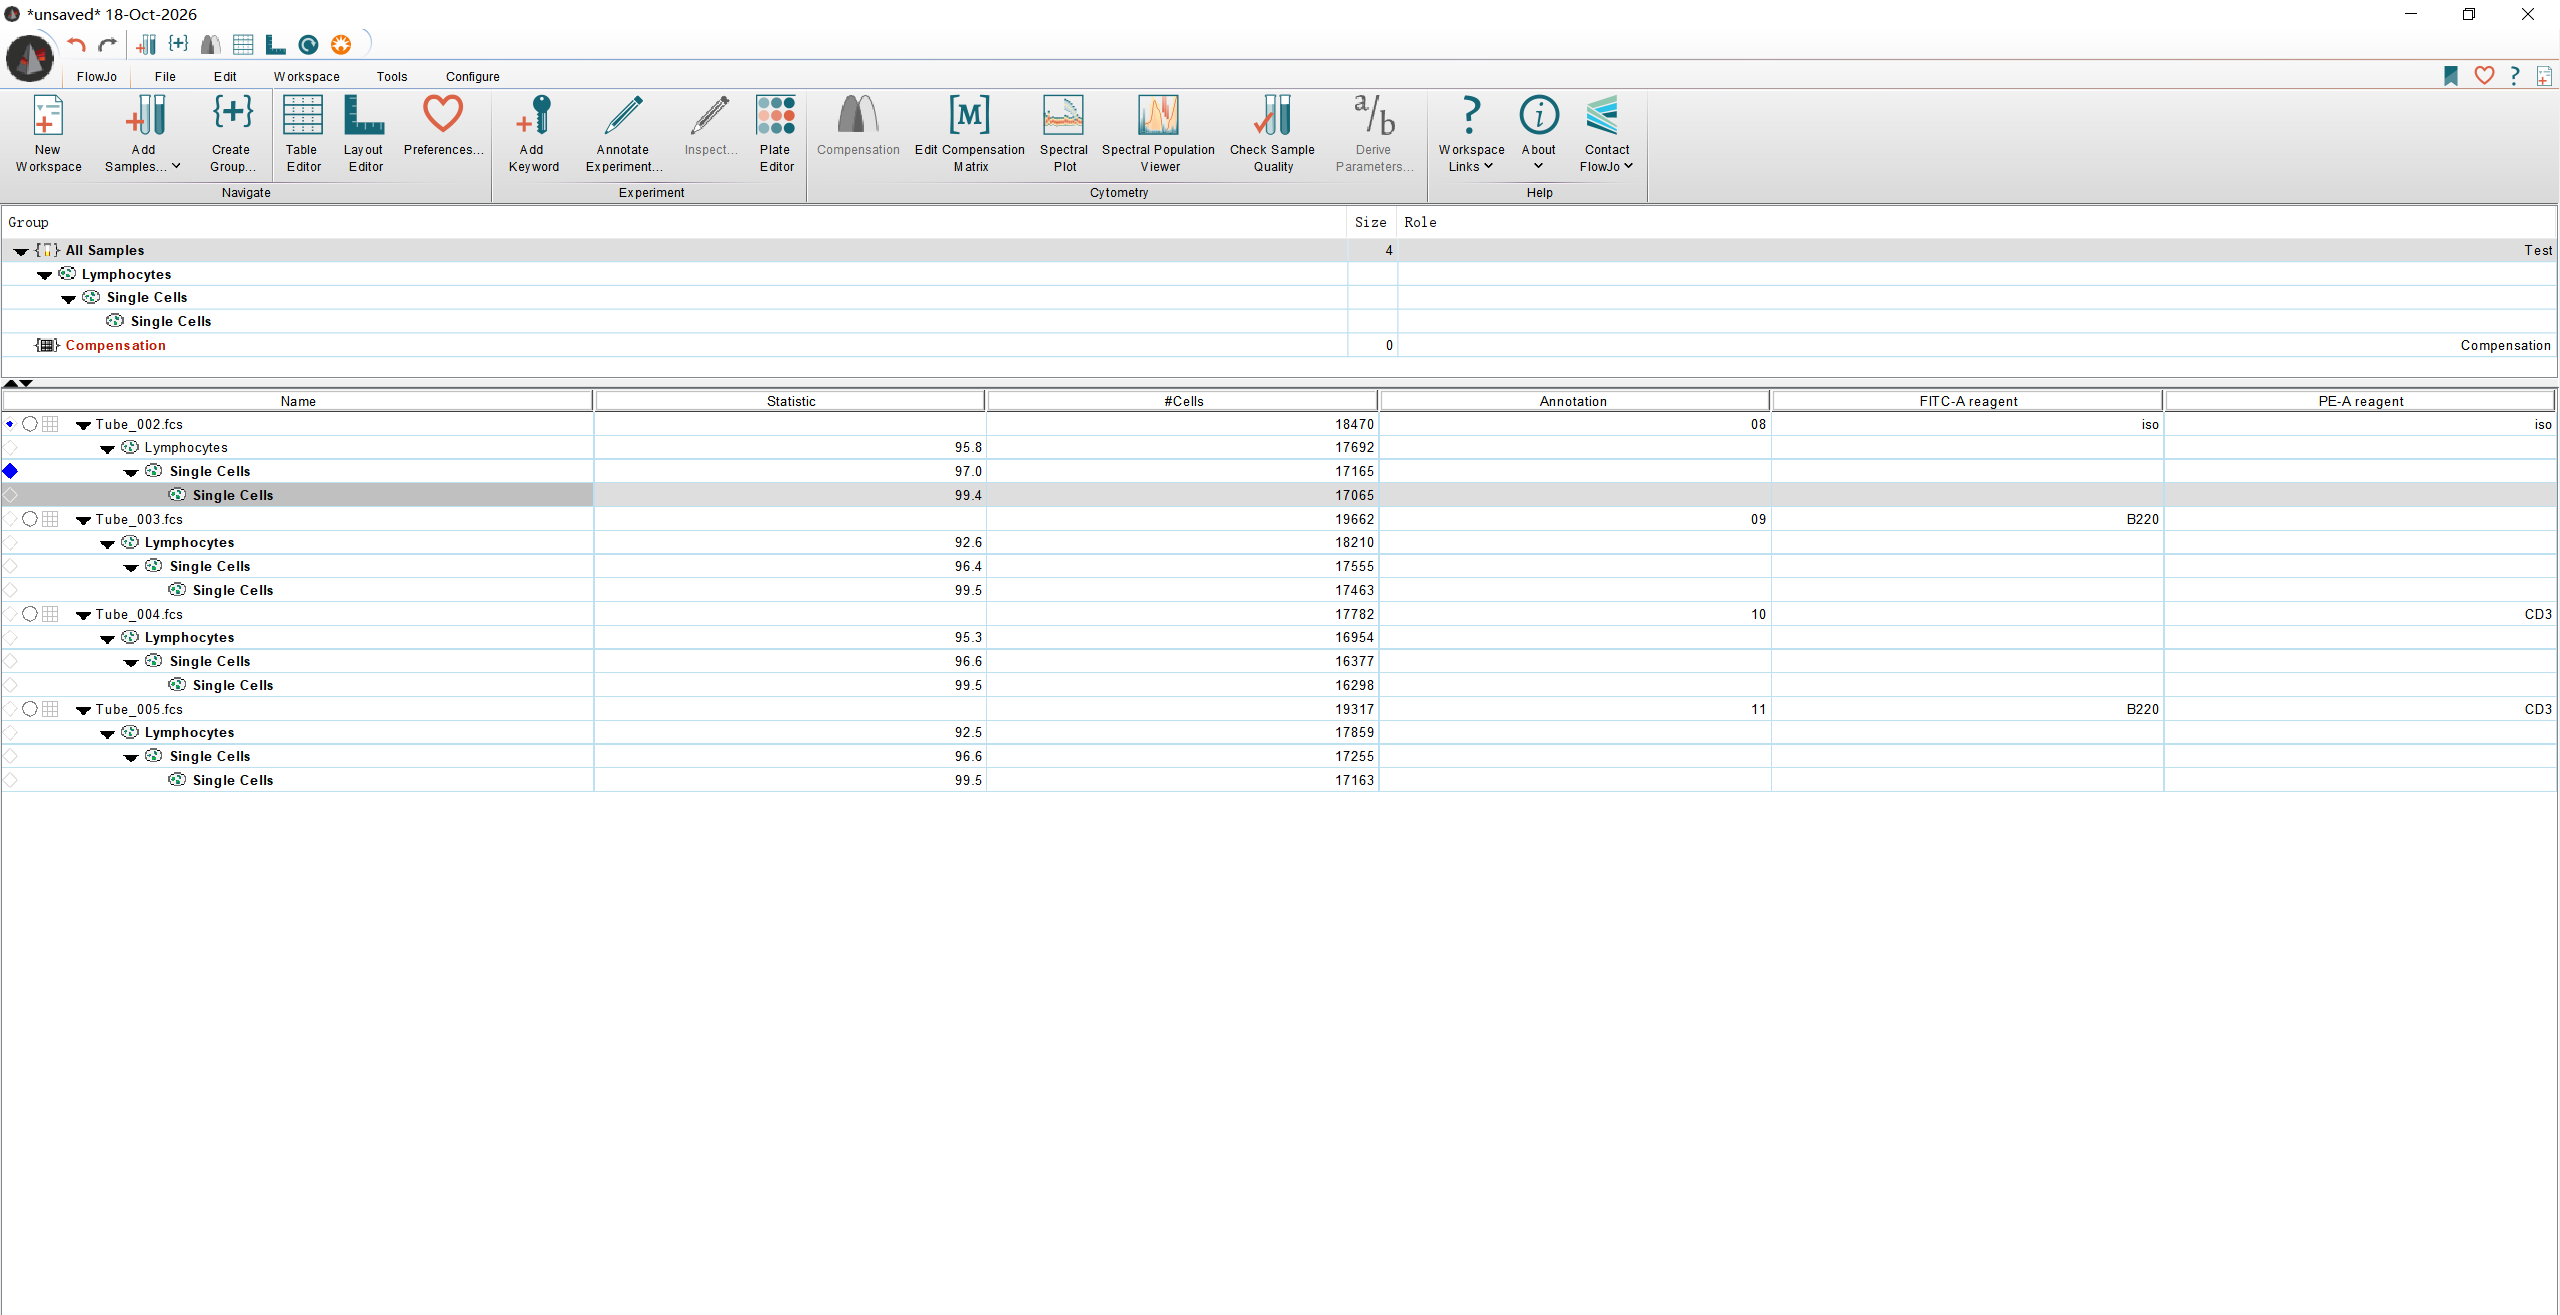 *unsaved* 18-Oct-2026
FlowJo File Edit Workspace Tools Configure
New Workspace
Add Samples...
Create Group...
Table Editor
Layout Editor
Preferences...
Add Keyword
Annotate Experiment...
Inspect...
Plate Editor
Compensation
Edit Compensation Matrix
Spectral Plot
Spectral Population Viewer
Check Sample Quality
a/b
Derive Parameters...
Workspace Links
About
Contact FlowJo
Navigate Experiment Cytometry Help
Group Size Role
All Samples 4 Test
Lymphocytes
Single Cells
Single Cells
Compensation 0 Compensation
Name Statistic #Cells Annotation FITC-A reagent PE-A reagent
Tube_002.fcs 18470 08 iso iso
Lymphocytes 95.8 17692
Single Cells 97.0 17165
Single Cells 99.4 17065
Tube_003.fcs 19662 09 B220
Lymphocytes 92.6 18210
Single Cells 96.4 17555
Single Cells 99.5 17463
Tube_004.fcs 17782 10 CD3
Lymphocytes 95.3 16954
Single Cells 96.6 16377
Single Cells 99.5 16298
Tube_005.fcs 19317 11 B220 CD3
Lymphocytes 92.5 17859
Single Cells 96.6 17255
Single Cells 99.5 17163